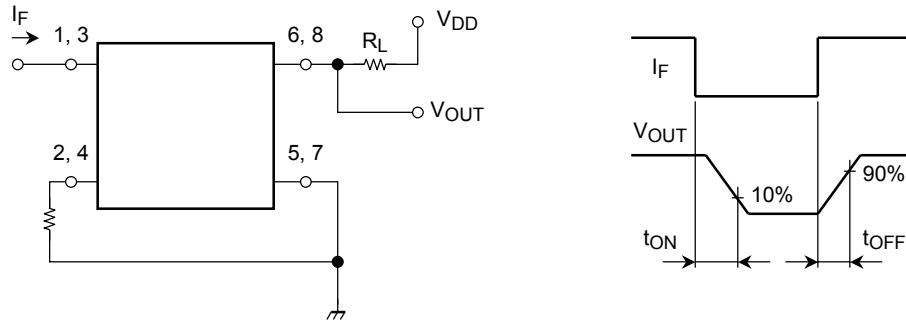 IF
1, 3
6, 8
RL
VDD
VOUT
2, 4
5, 7
IF
VOUT
10%
90%
tON
tOFF